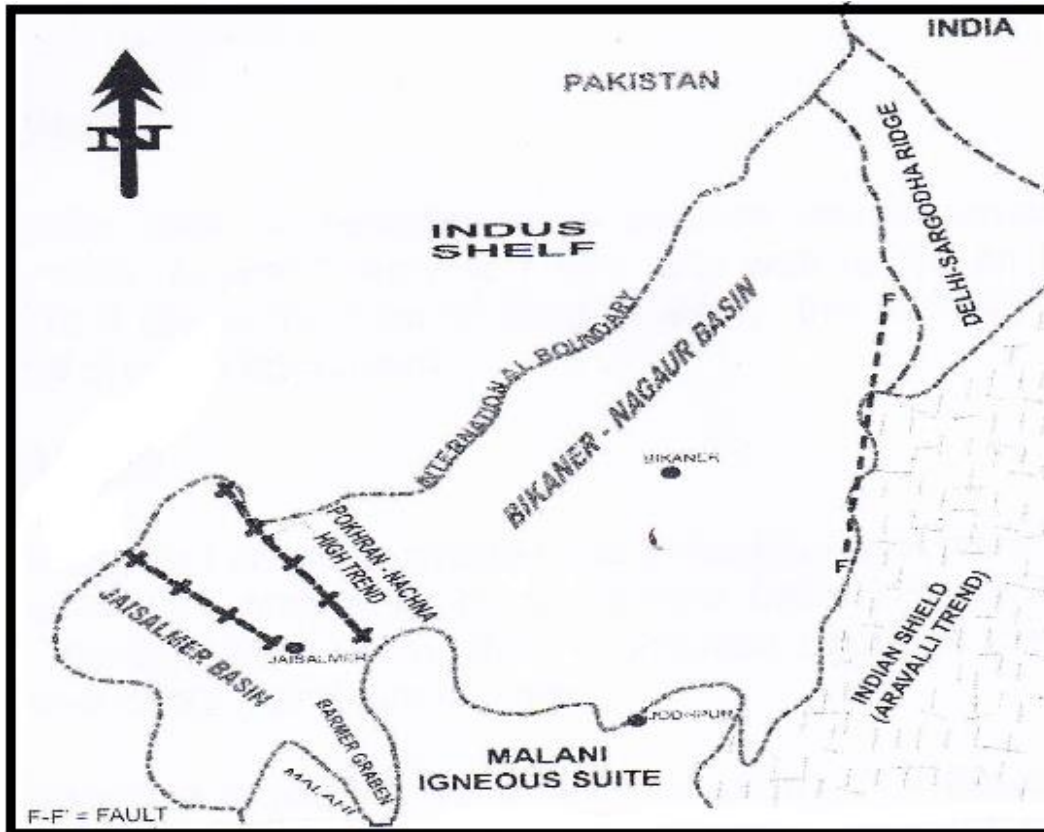 INDIA
PAKISTAN
N
DELHI-SARGODHA RIDGE
INDUS
SHELF
INTERNATIONAL BOUNDARY
BIKANER - NAGAUR BASIN
F
BIKANER
POKHRAN - NACHNA
HIGH TREND
F
JAISALMER BASIN
JAISALMER
INDIAN SHIELD
(ARAVALLI TREND)
BARMER GRABEN
JODHPUR
MALANI
IGNEOUS SUITE
MALANI
F-F' = FAULT